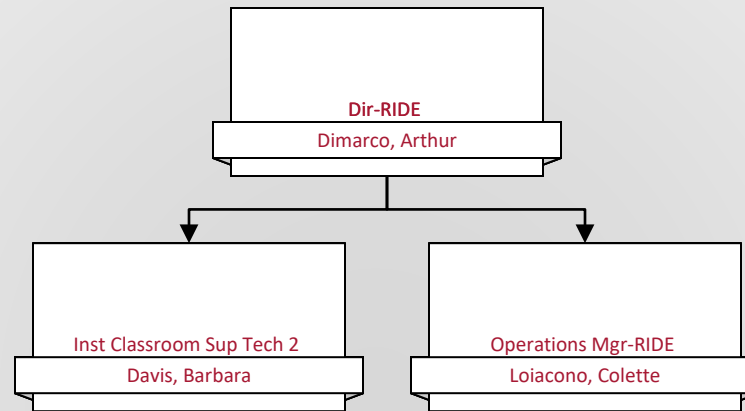 Dir-RIDE
Dimarco, Arthur
Inst Classroom Sup Tech 2
Davis, Barbara
Operations Mgr-RIDE
Loiacono, Colette